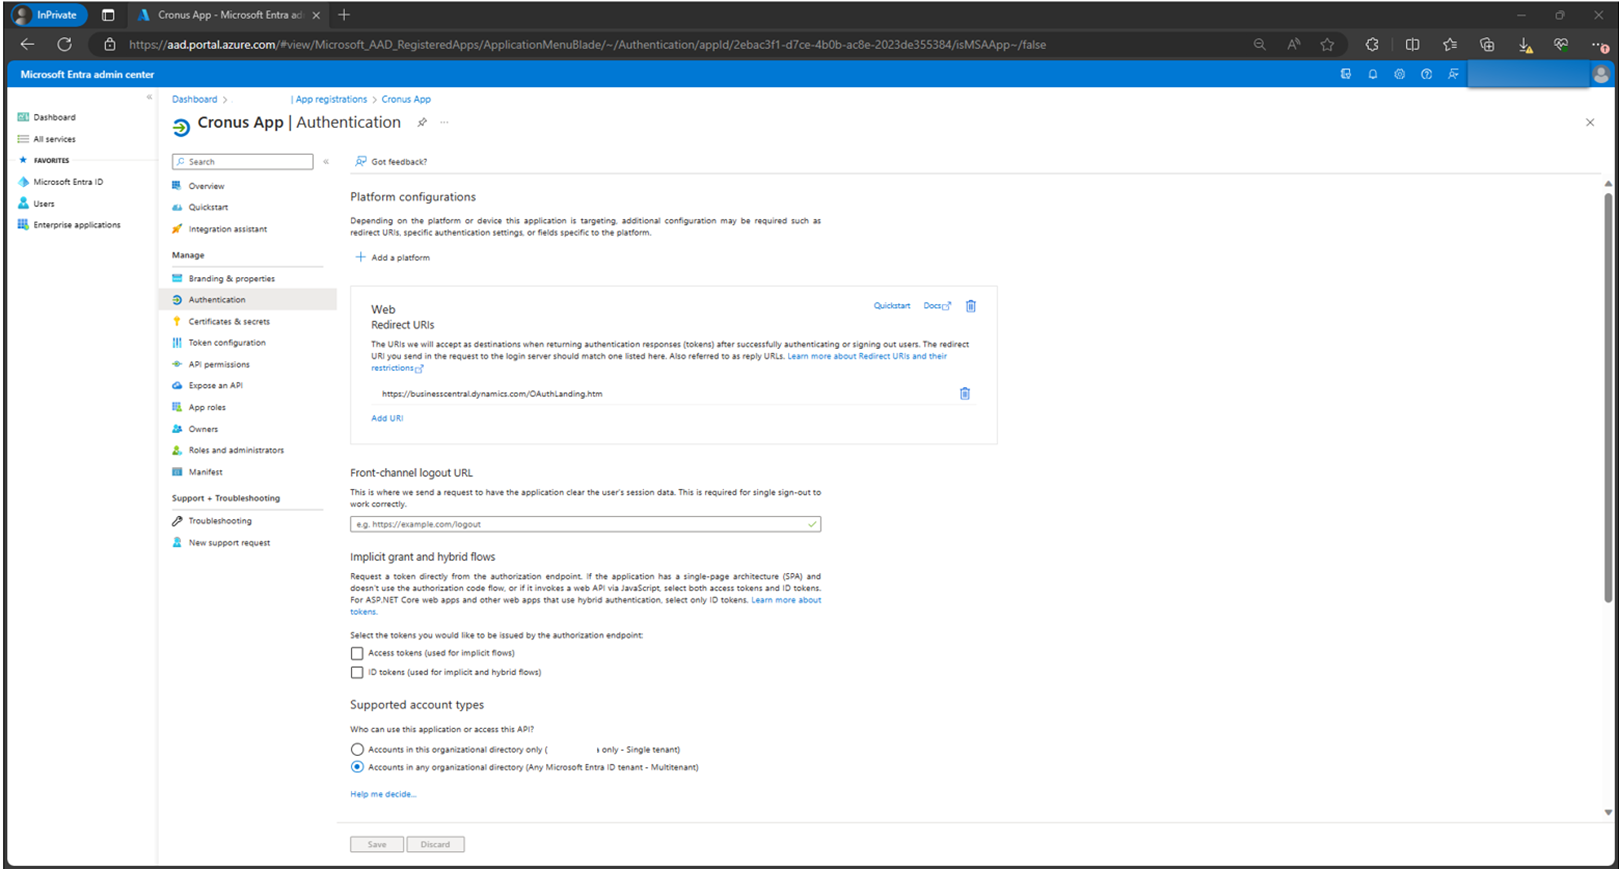 InPrivate
Cronus App - Microsoft Entra ad
https://aad.portal.azure.com/#view/Microsoft_AAD_RegisteredApps/ApplicationMenuBlade/~/Authentication/appId/2ebac3f1-d7ce-4b0b-ac8e-2023de355384/isMSAApp~/false
Microsoft Entra admin center
Dashboard
All services
FAVORITES
Microsoft Entra ID
Users
Enterprise applications
Dashboard > | App registrations > Cronus App
Cronus App | Authentication
Search
Overview
Quickstart
Integration assistant
Manage
Branding & properties
Authentication
Certificates & secrets
Token configuration
API permissions
Expose an API
App roles
Owners
Roles and administrators
Manifest
Support + Troubleshooting
Troubleshooting
New support request
Got feedback?
Platform configurations
Depending on the platform or device this application is targeting, additional configuration may be required such as
redirect URIs, specific authentication settings, or fields specific to the platform.
Add a platform
Web
Quickstart Docs
Redirect URIs
The URIs we will accept as destinations when returning authentication responses (tokens) after successfully authenticating or signing out users. The redirect
URI you send in the request to the login server should match one listed here. Also referred to as reply URLs. Learn more about Redirect URIs and their
restrictions
https://businesscentral.dynamics.com/OAuthLanding.htm
Add URI
Front-channel logout URL
This is where we send a request to have the application clear the user's session data. This is required for single sign-out to
work correctly.
e.g. https://example.com/logout
Implicit grant and hybrid flows
Request a token directly from the authorization endpoint. If the application has a single-page architecture (SPA) and
doesn't use the authorization code flow, or if it invokes a web API via JavaScript, select both access tokens and ID tokens.
For ASP.NET Core web apps and other web apps that use hybrid authentication, select only ID tokens. Learn more about
tokens.
Select the tokens you would like to be issued by the authorization endpoint:
Access tokens (used for implicit flows)
ID tokens (used for implicit and hybrid flows)
Supported account types
Who can use this application or access this API?
Accounts in this organizational directory only ( only - Single tenant)
Accounts in any organizational directory (Any Microsoft Entra ID tenant - Multitenant)
Help me decide...
Save Discard